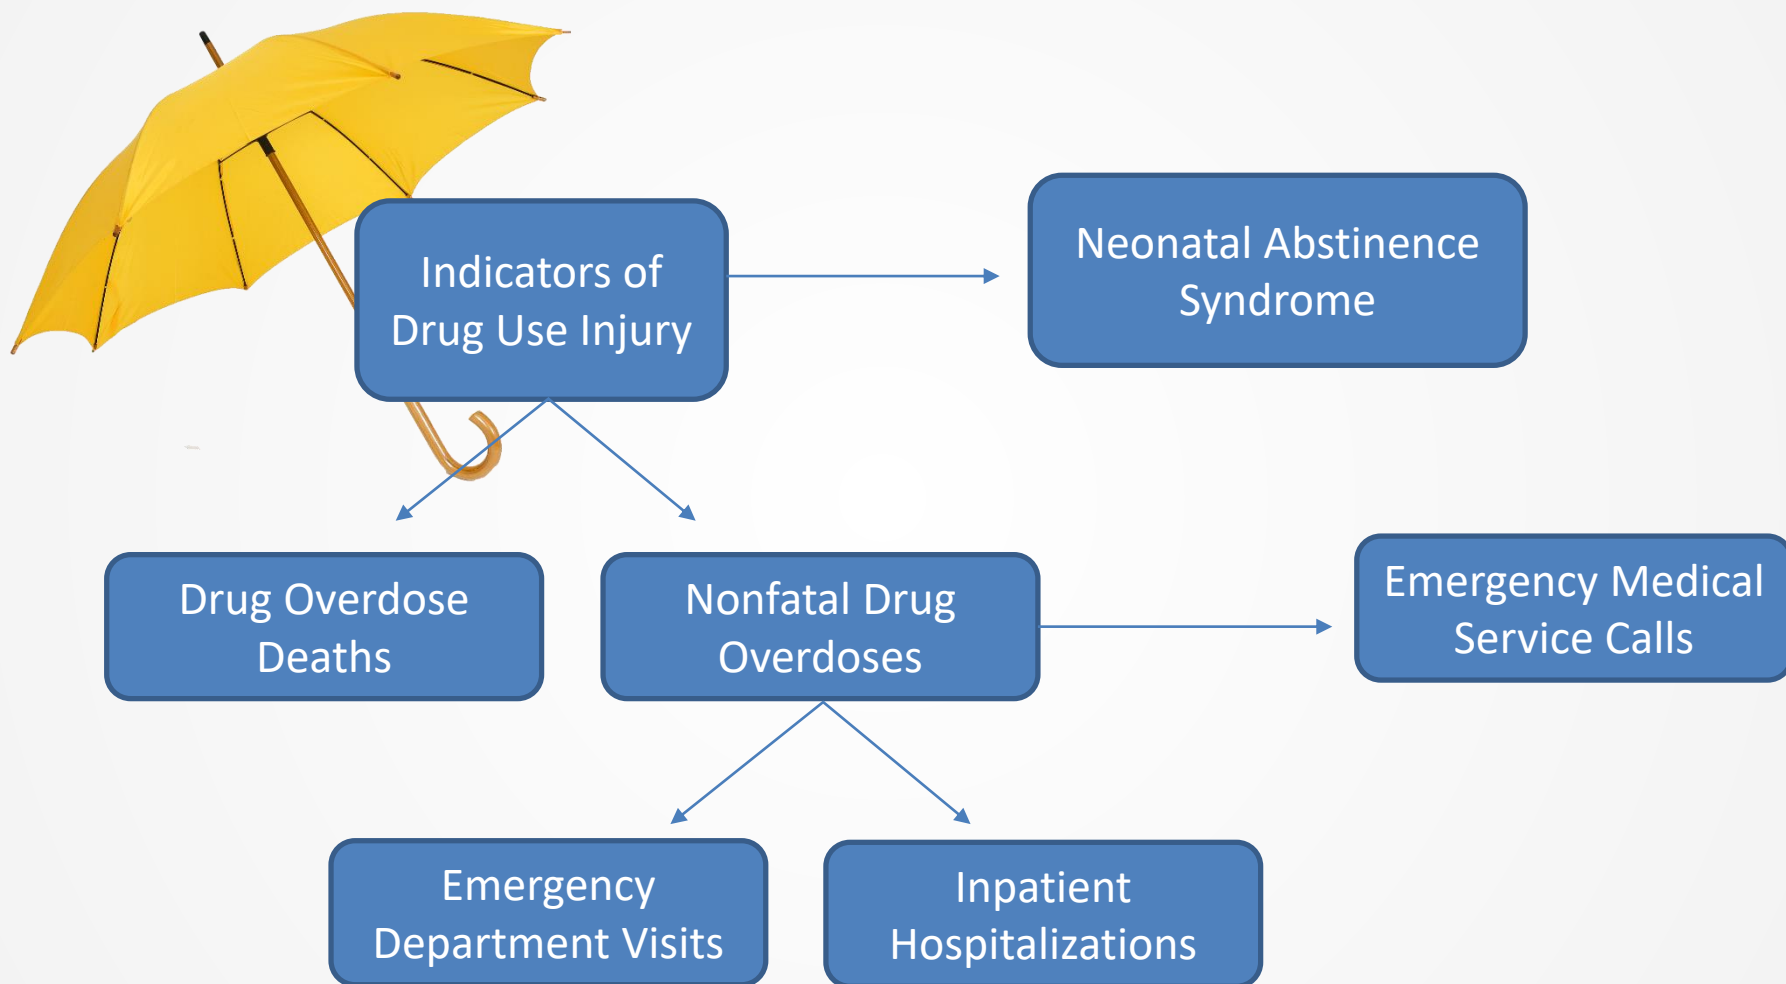 Indicators of
Drug Use Injury
Neonatal Abstinence
Syndrome
Drug Overdose
Deaths
Nonfatal Drug
Overdoses
Emergency Medical
Service Calls
Emergency
Department Visits
Inpatient
Hospitalizations